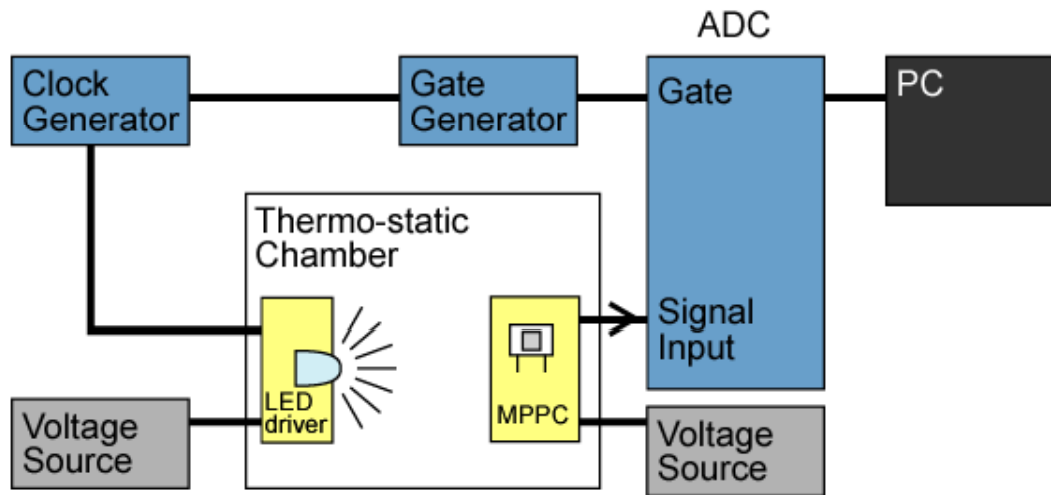 ADC
Clock
Generator
Gate
Generator
Gate
PC
Thermo-static
Chamber
Signal
Input
LED
driver
MPPC
Voltage
Source
Voltage
Source